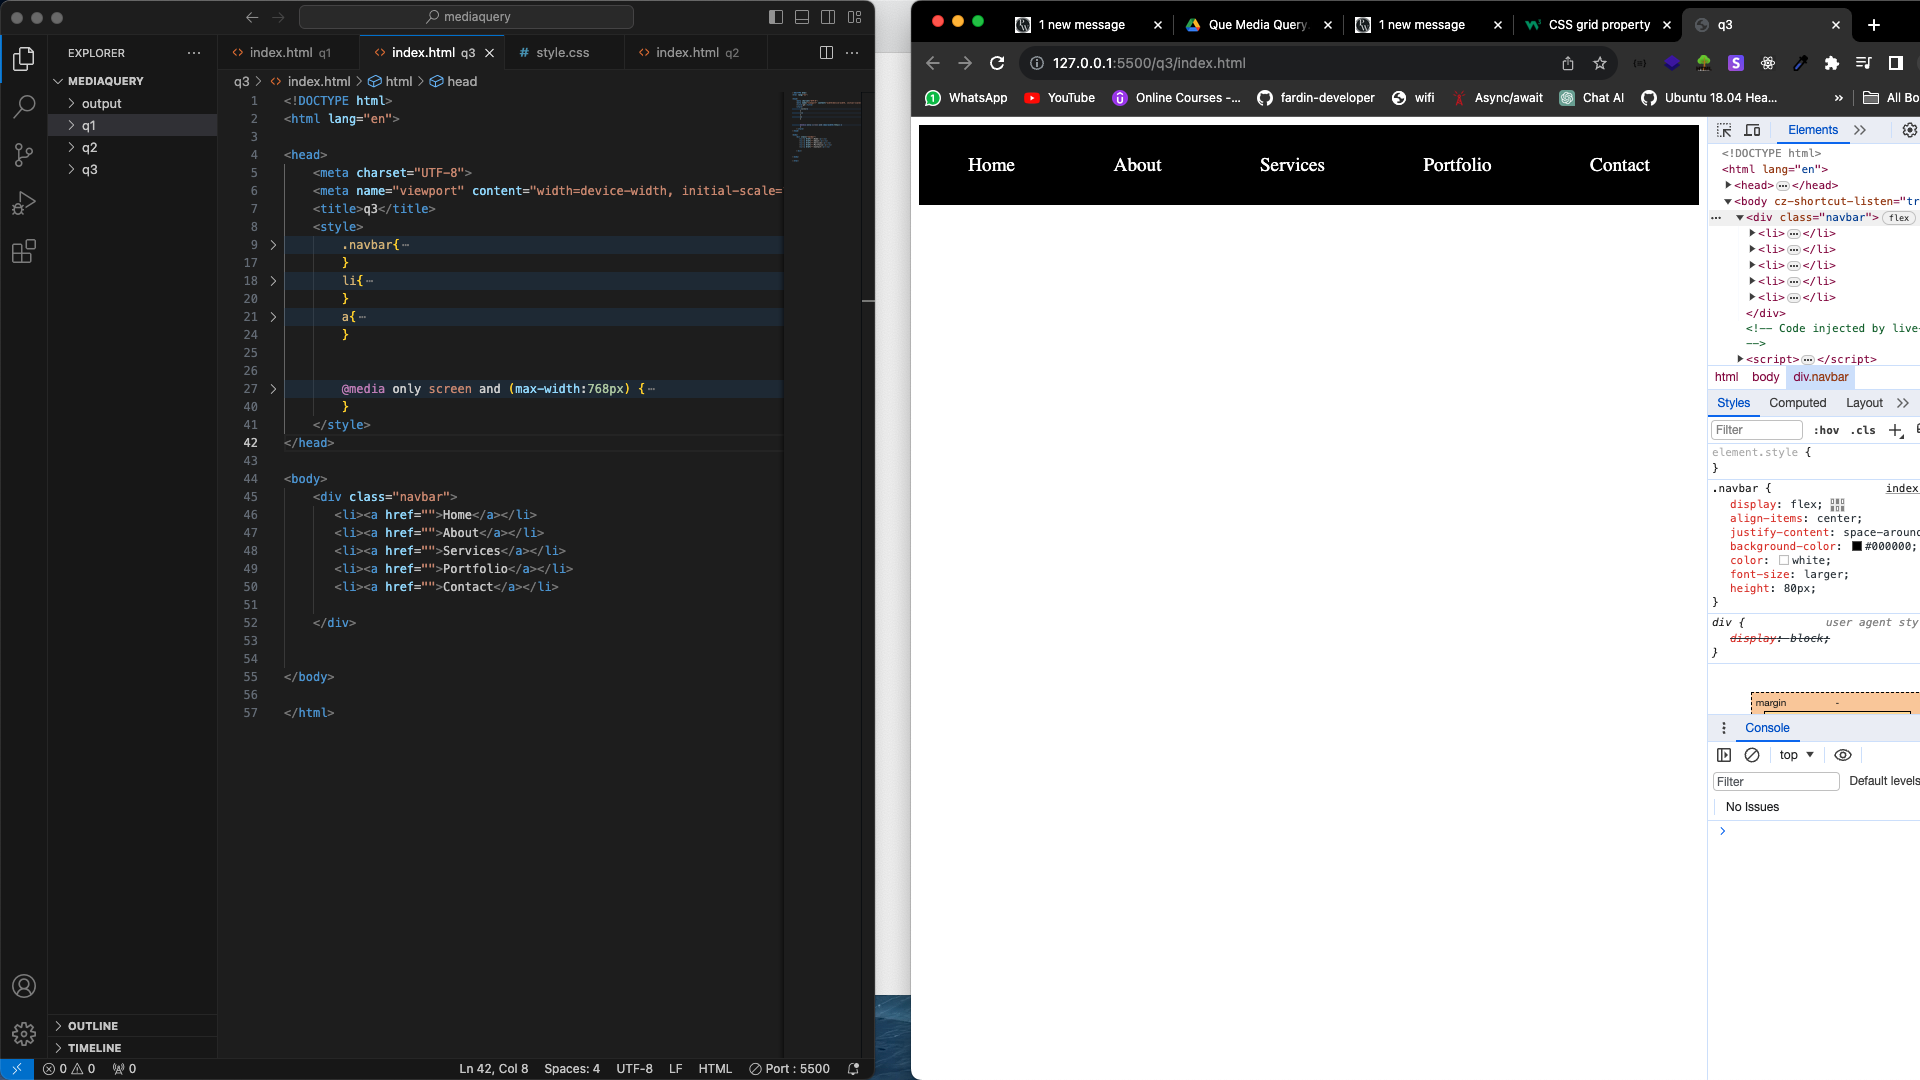 mediaquery
EXPLORER
MEDIAQUERY
output
q1
q2
q3
OUTLINE
TIMELINE
index.html q1
index.html q3
style.css
index.html q2
q3 > index.html > html > head
1 <!DOCTYPE html>
2 <html lang="en">
3
4 <head>
5 <meta charset="UTF-8">
6 <meta name="viewport" content="width=device-width, initial-scale=
7 <title>q3</title>
8 <style>
9 .navbar{⋯
17 }
18 li{⋯
20 }
21 a{⋯
24 }
25
26
27 @media only screen and (max-width:768px) {⋯
40 }
41 </style>
42 </head>
43
44 <body>
45 <div class="navbar">
46 <li><a href="">Home</a></li>
47 <li><a href="">About</a></li>
48 <li><a href="">Services</a></li>
49 <li><a href="">Portfolio</a></li>
50 <li><a href="">Contact</a></li>
51
52 </div>
53
54
55 </body>
56
57 </html>
0 0 0
Ln 42, Col 8 Spaces: 4 UTF-8 LF HTML Port : 5500
1 new message
Que Media Query
1 new message
CSS grid property
q3
127.0.0.1:5500/q3/index.html
WhatsApp YouTube Online Courses -... fardin-developer wifi Async/await Chat AI Ubuntu 18.04 Hea... » All Bo
Home About Services Portfolio Contact
Elements
<!DOCTYPE html>
<html lang="en">
<head> ⋯ </head>
<body cz-shortcut-listen="tr
<div class="navbar"> flex
<li> ⋯ </li>
<li> ⋯ </li>
<li> ⋯ </li>
<li> ⋯ </li>
<li> ⋯ </li>
</div>
<!-- Code injected by live-
-->
<script> ⋯ </script>
html body div.navbar
Styles Computed Layout
Filter :hov .cls
element.style {
}
.navbar { index
display: flex;
align-items: center;
justify-content: space-around
background-color: #000000;
color: white;
font-size: larger;
height: 80px;
}
div { user agent sty
display: block;
}
margin -
Console
top
Filter Default levels
No Issues